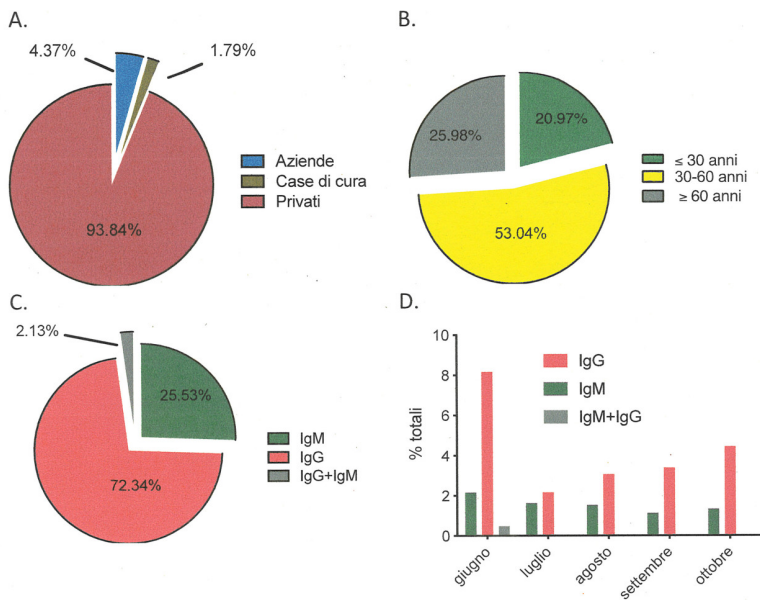 A.
4.37%
1.79%
93.84%
Aziende
Case di cura
Privati
B.
25.98%
20.97%
53.04%
≤ 30 anni
30-60 anni
≥ 60 anni
C.
2.13%
25.53%
72.34%
IgM
IgG
IgG+IgM
D.
% totali
10
8
6
4
2
0
IgG
IgM
IgM+IgG
giugno
luglio
agosto
settembre
ottobre